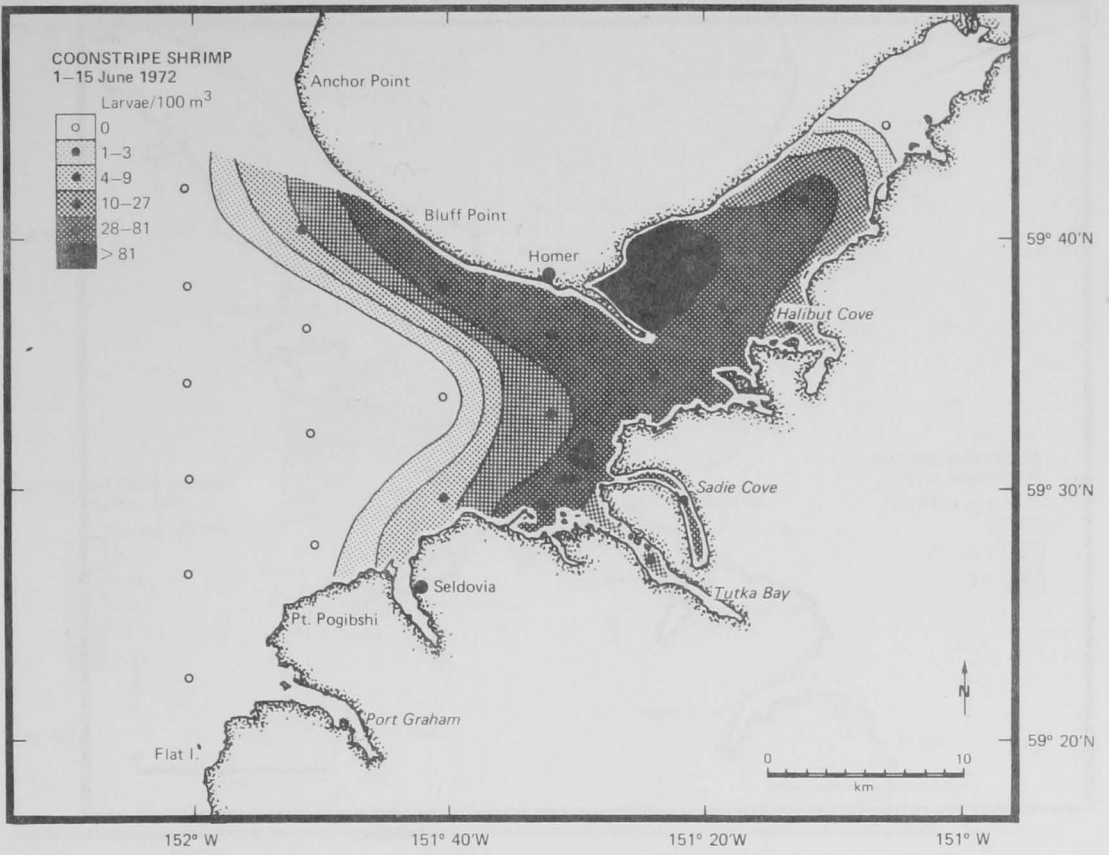 COONSTRIPE SHRIMP
1–15 June 1972
Larvae/100 m³
0
1–3
4–9
10–27
28–81
> 81
Anchor Point
Bluff Point
Homer
59° 40'N
Halibut Cove
59° 30'N
Sadie Cove
Seldovia
Tutka Bay
Pt. Pogibshi
N
Port Graham
Flat I.
59° 20'N
0 10
km
152° W 151° 40'W 151° 20'W 151° W